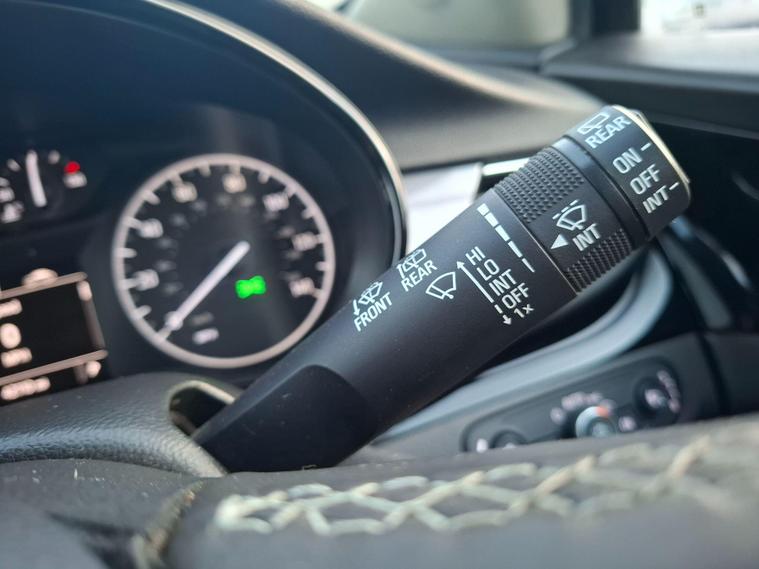 REAR
ON
OFF
INT
INT
HI
LO
INT
OFF
1x
REAR
FRONT